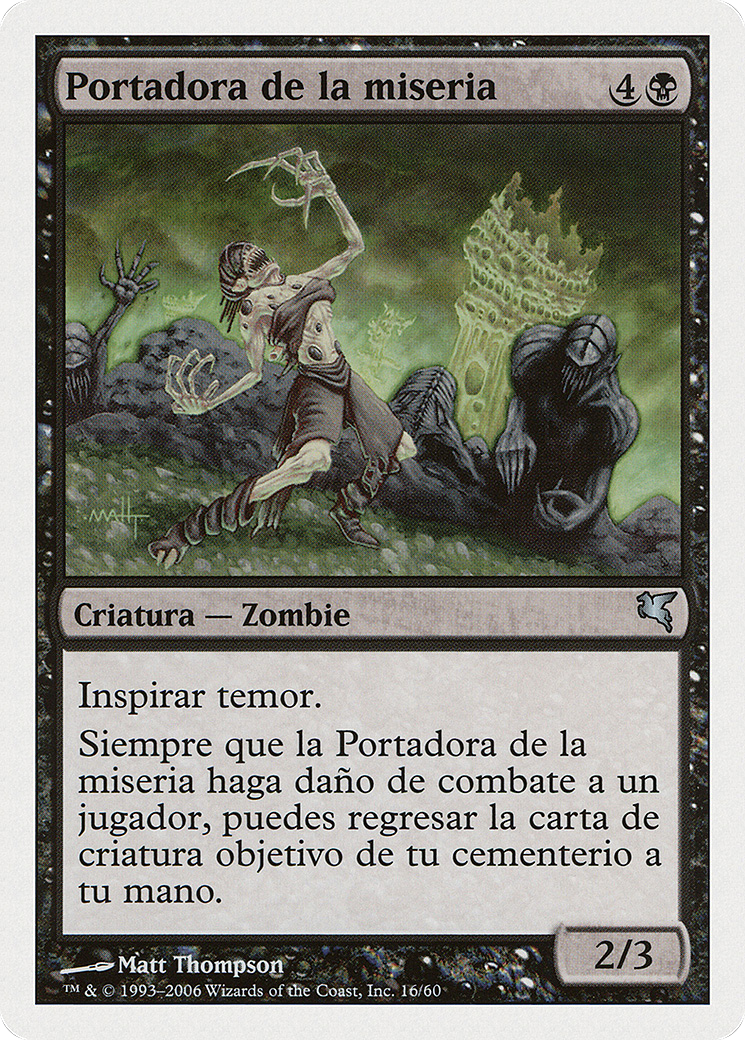 Portadora de la miseria 4
MATT
Criatura — Zombie
Inspirar temor.
Siempre que la Portadora de la
miseria haga daño de combate a un
jugador, puedes regresar la carta de
criatura objetivo de tu cementerio a
tu mano.
2/3
Matt Thompson
™ & © 1993–2006 Wizards of the Coast, Inc. 16/60